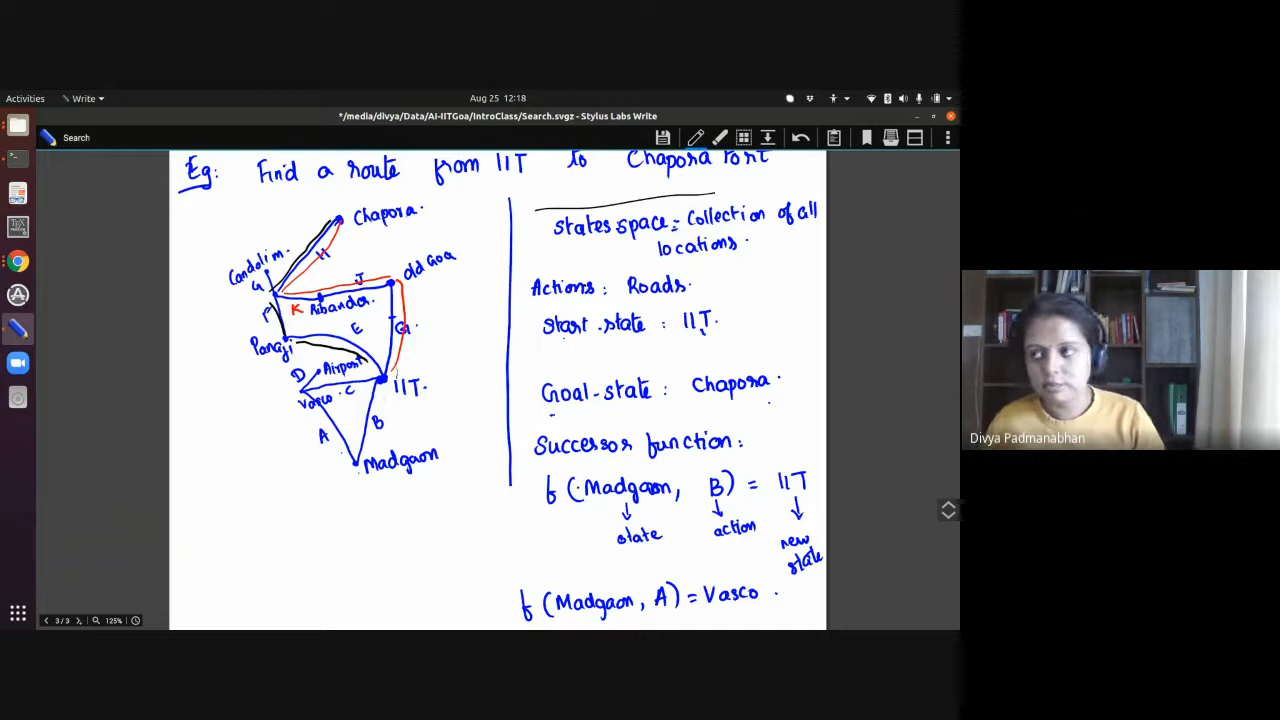 Activities
Write
Aug 25 12:18
*/media/divya/Data/AI-IITGoa/IntroClass/Search.svgz - Stylus Labs Write
Search
Eg: Find a route from IIT to Chapora Fort
Chapora.
Candolim.
H
Old Goa
J
K
Ribandar.
G
F
E
G
Panaji
Airport
D
C
IIT.
Vasco
A
B
Madgaon
States space = Collection of all
locations.
Actions: Roads.
Start-state: IIT.
Goal-state: Chapora.
Successor function:
f (Madgaon, B) = IIT
state
action
new
state
f (Madgaon, A) = Vasco.
3/3
125%
Divya Padmanabhan